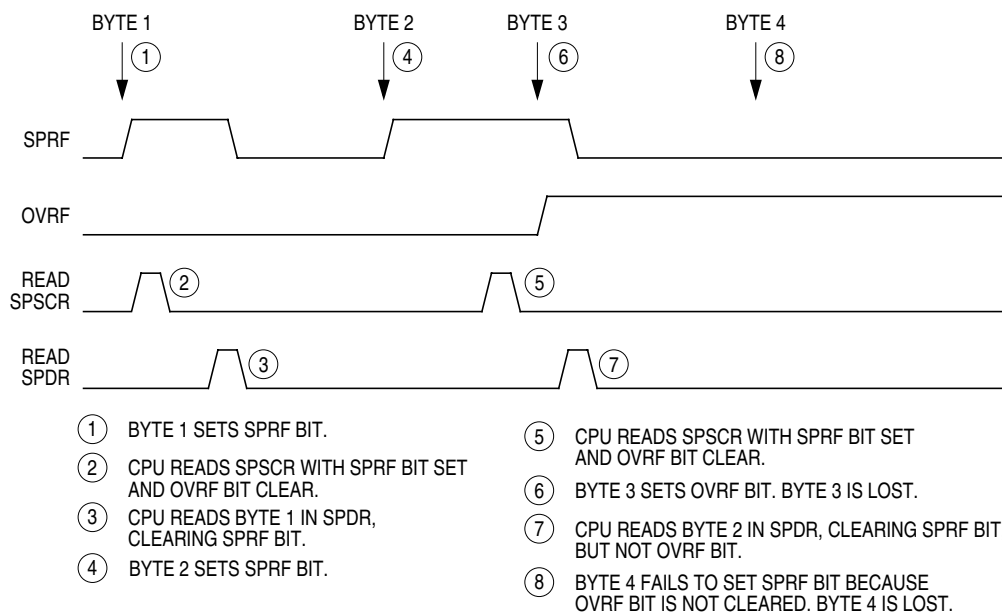 BYTE 1 BYTE 2 BYTE 3 BYTE 4
1 4 6 8
SPRF
OVRF
READ
SPSCR
2 5
READ
SPDR
3 7
1 BYTE 1 SETS SPRF BIT.
2 CPU READS SPSCR WITH SPRF BIT SET
AND OVRF BIT CLEAR.
3 CPU READS BYTE 1 IN SPDR,
CLEARING SPRF BIT.
4 BYTE 2 SETS SPRF BIT.
5 CPU READS SPSCR WITH SPRF BIT SET
AND OVRF BIT CLEAR.
6 BYTE 3 SETS OVRF BIT. BYTE 3 IS LOST.
7 CPU READS BYTE 2 IN SPDR, CLEARING SPRF BIT
BUT NOT OVRF BIT.
8 BYTE 4 FAILS TO SET SPRF BIT BECAUSE
OVRF BIT IS NOT CLEARED. BYTE 4 IS LOST.